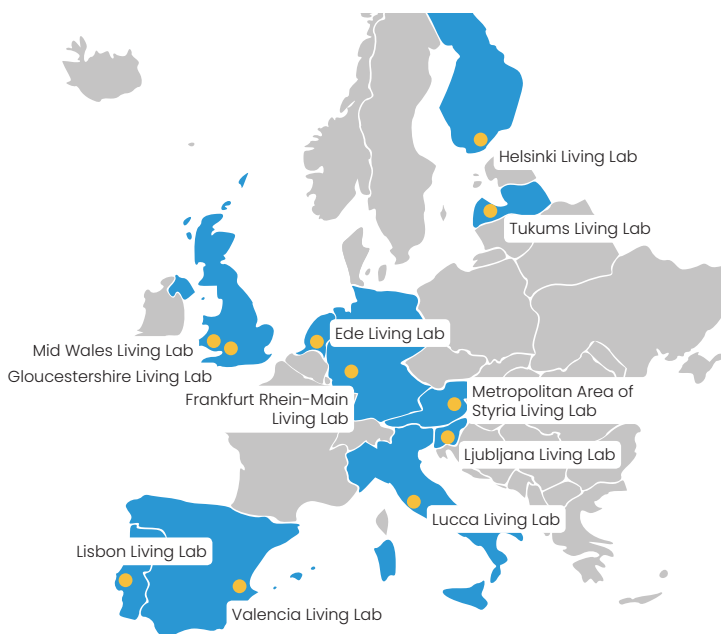 Helsinki Living Lab
Tukums Living Lab
Ede Living Lab
Mid Wales Living Lab
Gloucestershire Living Lab
Frankfurt Rhein-Main
Living Lab
Metropolitan Area of
Styria Living Lab
Ljubljana Living Lab
Lucca Living Lab
Lisbon Living Lab
Valencia Living Lab